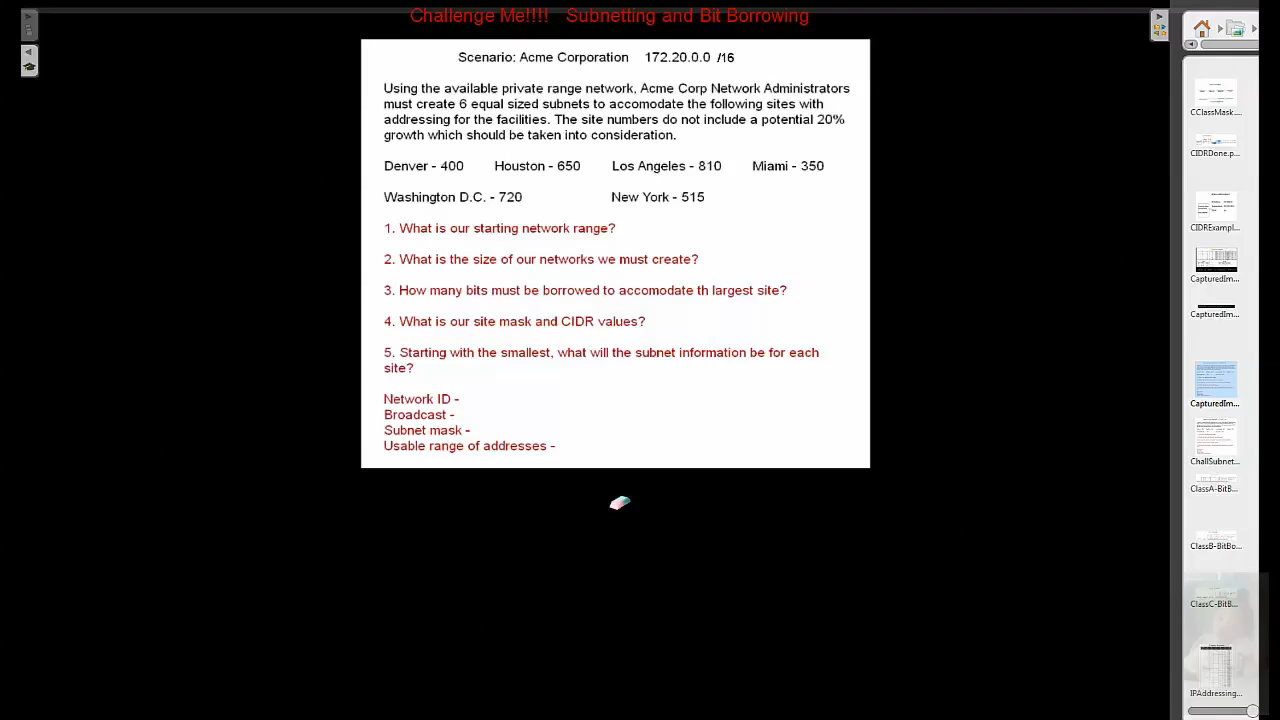 Challenge Me!!!! Subnetting and Bit Borrowing
Scenario: Acme Corporation 172.20.0.0 /16
Using the available private range network, Acme Corp Network Administrators
must create 6 equal sized subnets to accomodate the following sites with
addressing for the facilities. The site numbers do not include a potential 20%
growth which should be taken into consideration.
Denver - 400 Houston - 650 Los Angeles - 810 Miami - 350
Washington D.C. - 720 New York - 515
1. What is our starting network range?
2. What is the size of our networks we must create?
3. How many bits must be borrowed to accomodate th largest site?
4. What is our site mask and CIDR values?
5. Starting with the smallest, what will the subnet information be for each
site?
Network ID -
Broadcast -
Subnet mask -
Usable range of addresses -
CClassMask....
CIDRDone.p...
CIDRExampl...
CapturedIm...
CapturedIm...
CapturedIm...
ChallSubnet...
ClassA-BitB...
ClassB-BitBo...
ClassC-BitB...
IPAddressing...